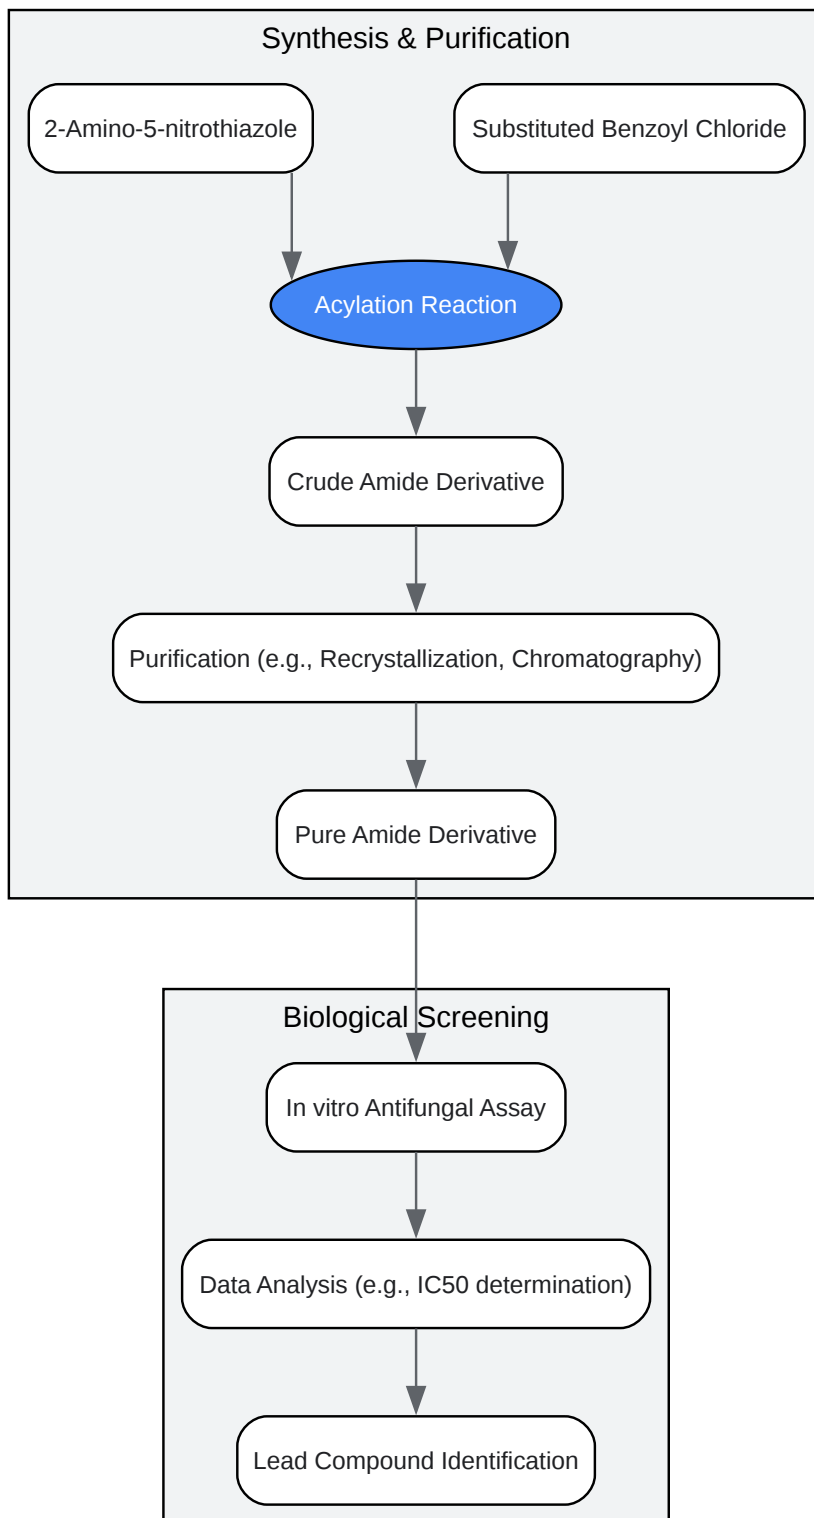 Synthesis & Purification
2-Amino-5-nitrothiazole
Substituted Benzoyl Chloride
Acylation Reaction
Crude Amide Derivative
Purification (e.g., Recrystallization, Chromatography)
Pure Amide Derivative
Biological Screening
In vitro Antifungal Assay
Data Analysis (e.g., IC50 determination)
Lead Compound Identification